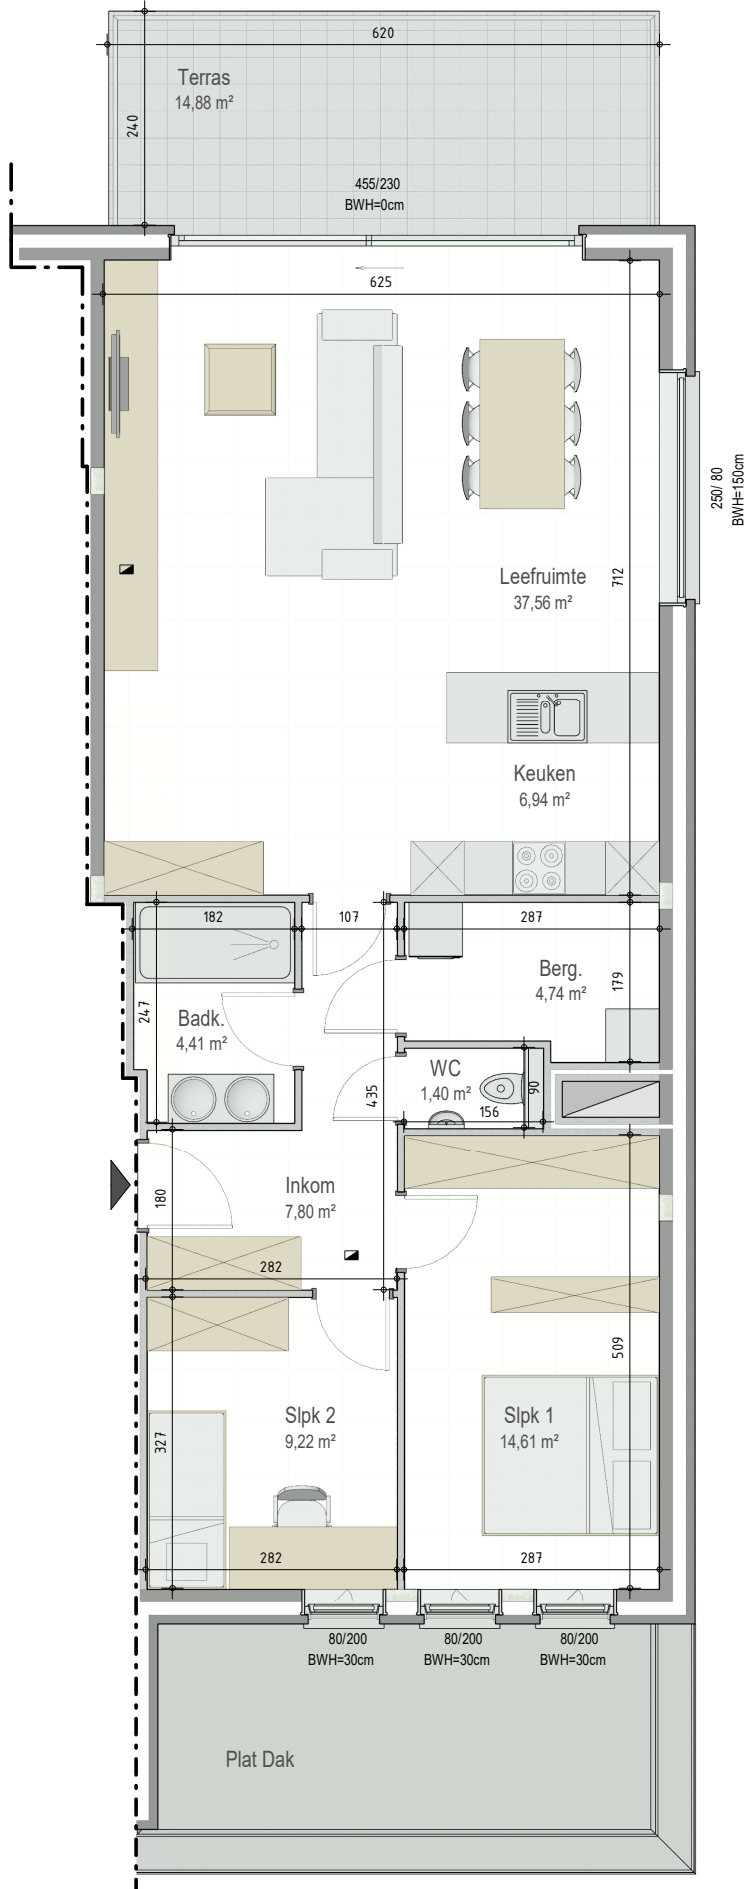 620
Terras
14,88 m²
240
455/230
BWH=0cm
625
250/ 80
BWH=150cm
Leefruimte
37,56 m²
712
Keuken
6,94 m²
182
107
287
Berg.
4,74 m²
179
247
Badk.
4,41 m²
WC
1,40 m²
90
156
435
Inkom
7,80 m²
180
282
509
Slpk 2
9,22 m²
Slpk 1
14,61 m²
327
282
287
80/200
BWH=30cm
80/200
BWH=30cm
80/200
BWH=30cm
Plat Dak